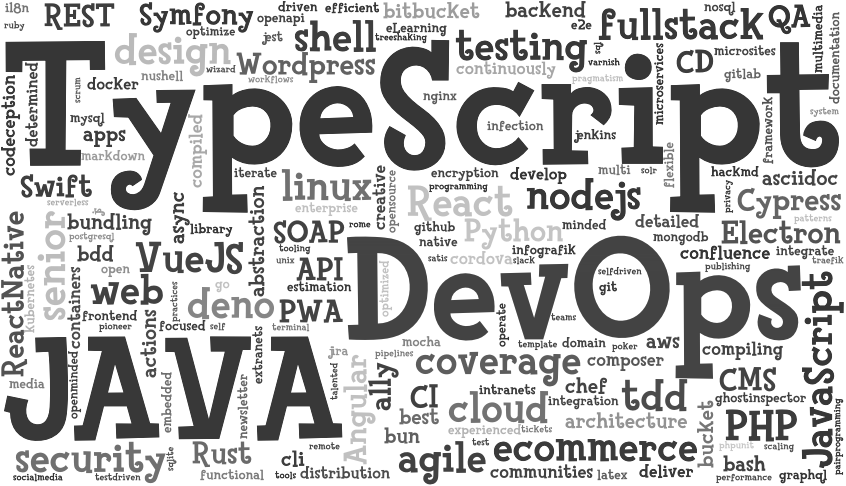 i18n
ruby
REST
Symfony
driven
efficient
openapi
bitbucket
backend
nosql
optimize
jest
shell
eLearning
treeshaking
e2e
fullstack
QA
multimedia
documentation
design
nushell
wizard
Wordpress
workflows
testing
continuously
sql
varnish
pragmatism
CD
microsites
gitlab
microservices
codeception
determined
scrum
docker
TypeScript
nginx
infection
jenkins
mysql
apps
markdown
compiled
framework
system
flexible
Swift
serverless
iterate
linux
enterprise
creative
opensource
encryption
programming
develop
multi
solr
hackMd
privacy
asciidoc
React
nodejs
Cypress
patterns
ReactNative
senior
bundling
postgresql
async
library
abstraction
SOAP
tooling
rome
github
native
Python
minded
detailed
mongodb
Electron
kubernetes
bdd
open
VueJS
unix
API
estimation
satis
cordova
slack
infografik
confluence
publishing
integrate
traefik
containers
web
practices
go
deno
PWA
optimized
DevOps
selfdriven
git
frontend
pioneer
actions
focused
self
terminal
operate
teams
template
domain
poker
aws
compiling
JavaScript
JAVA
extranets
mocha
jira
pipelines
coverage
composer
media
openminded
embedded
newsletter
talented
Angular
ally
CI
intranets
chef
integration
tdd
CMS
ghostinspector
best
cloud
architecture
experienced
tickets
bucket
PHP
phpunit
scaling
pairprogramming
bun
test
security
sqlite
Rust
remote
cli
agile
ecommerce
bash
socialmedia
testdriven
functional
tools
distribution
communities
latex
deliver
performance
graphql